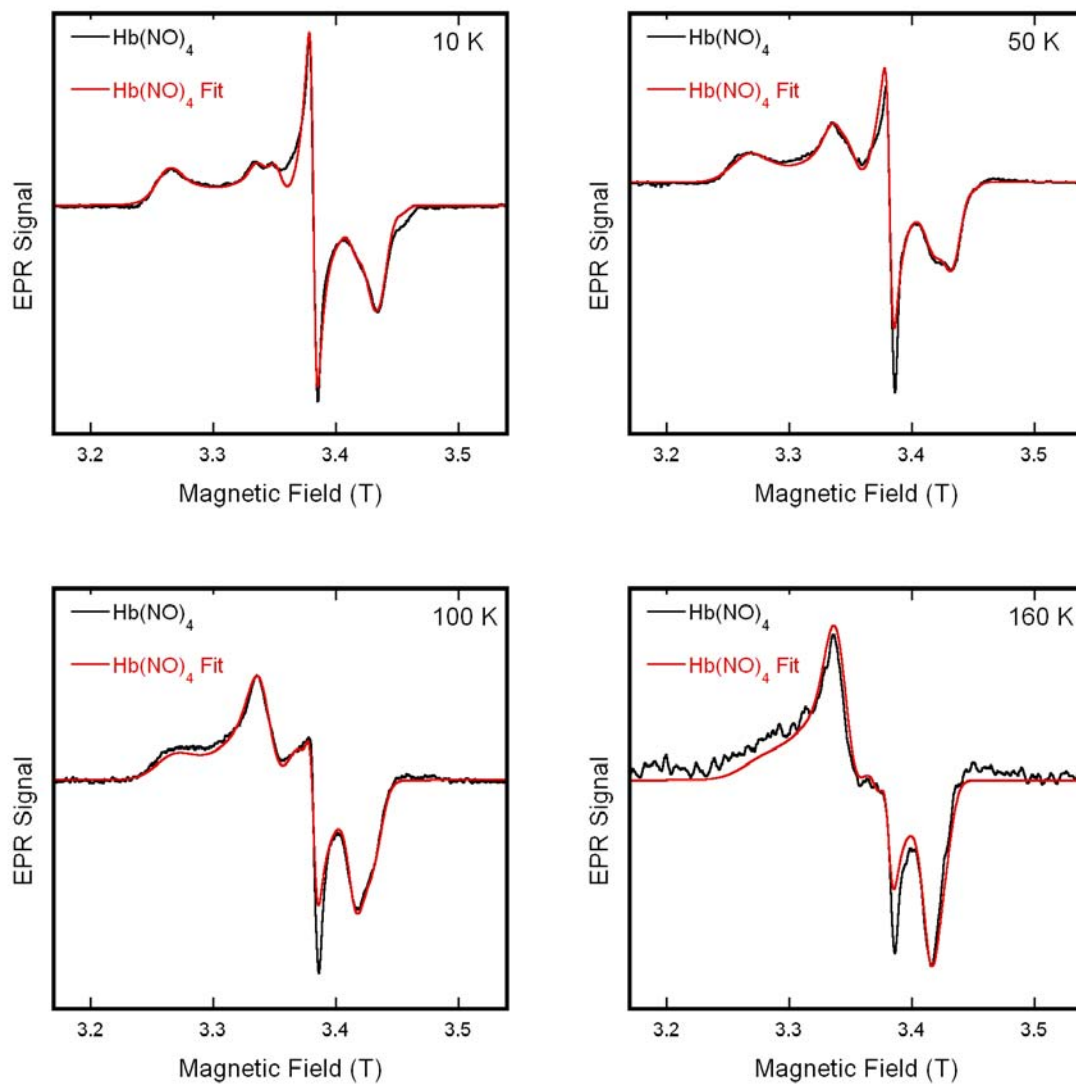 Hb(NO)4 10 K
Hb(NO)4 Fit
EPR Signal
3.2 3.3 3.4 3.5
Magnetic Field (T)
Hb(NO)4 50 K
Hb(NO)4 Fit
EPR Signal
3.2 3.3 3.4 3.5
Magnetic Field (T)
Hb(NO)4 100 K
Hb(NO)4 Fit
EPR Signal
3.2 3.3 3.4 3.5
Magnetic Field (T)
Hb(NO)4 160 K
Hb(NO)4 Fit
EPR Signal
3.2 3.3 3.4 3.5
Magnetic Field (T)